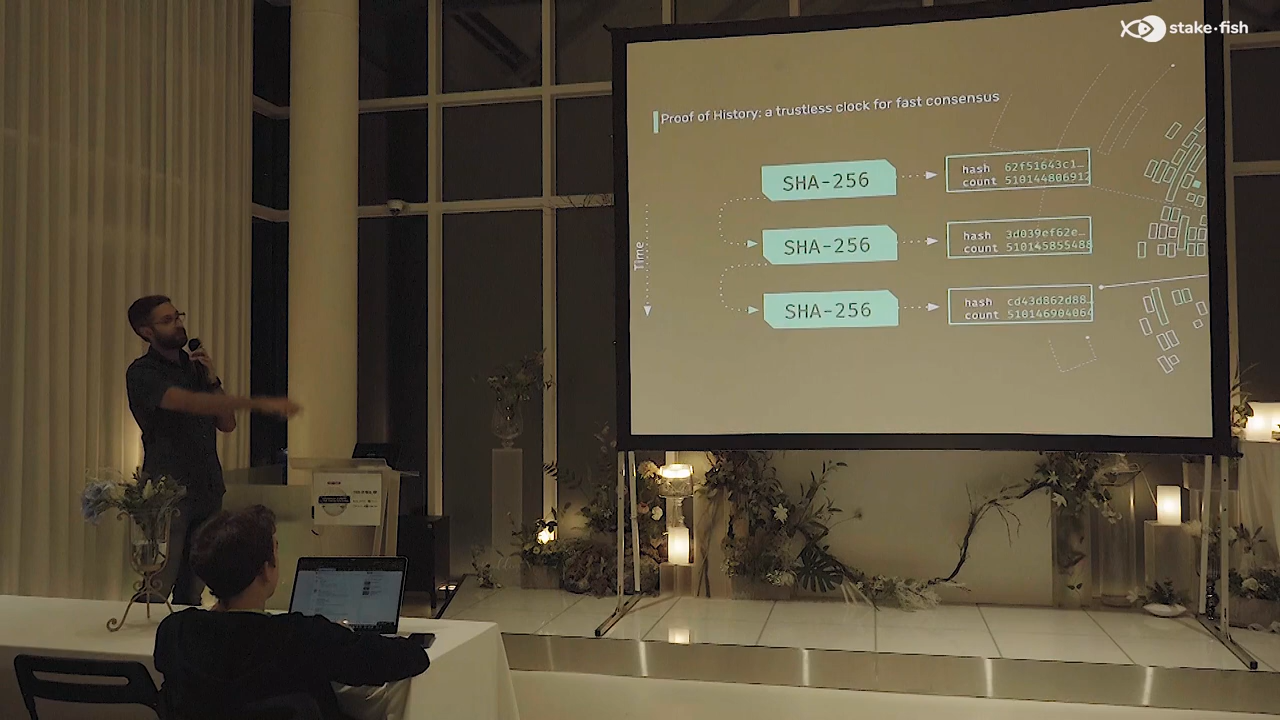 stake·fish
Proof of History: a trustless clock for fast consensus
SHA-256
hash 62f51643c1…
count 510144806912
SHA-256
hash 3d039ef62e…
count 510145855488
SHA-256
hash cd43d862d88…
count 510146904064
Time